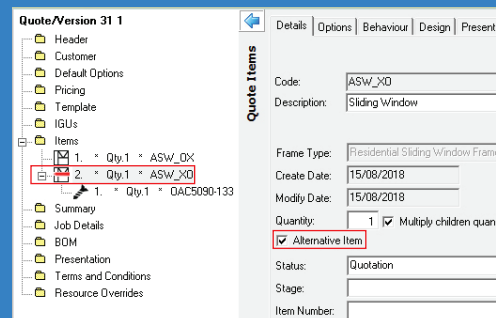 Quote/Version 31 1
Header
Customer
Default Options
Pricing
Template
IGUs
Items
1. * Qty.1 * ASW_OX
2. * Qty.1 * ASW_XO
1. * Qty.1 * OAC5090-133
Summary
Job Details
BOM
Presentation
Terms and Conditions
Resource Overrides
Quote Items
Details Options Behaviour Design Present
Code: ASW_XO
Description: Sliding Window
Frame Type: Residential Sliding Window Frame
Create Date: 15/08/2018
Modify Date: 15/08/2018
Quantity: 1 Multiply children quan
Alternative Item
Status: Quotation
Stage:
Item Number: